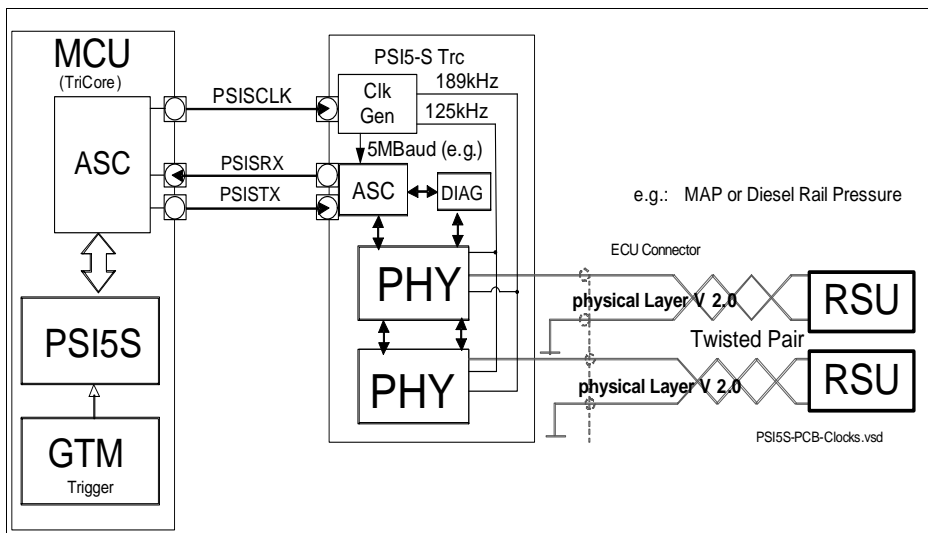 MCU
(TriCore)
ASC
PSI5S
GTM
Trigger
PSISCLK
PSISRX
PSISTX
PSI5-S Trc
Clk
Gen
189kHz
125kHz
5MBaud (e.g.)
ASC
DIAG
PHY
PHY
e.g.: MAP or Diesel Rail Pressure
ECU Connector
physical Layer V 2.0
RSU
Twisted Pair
physical Layer V 2.0
RSU
PSI5S-PCB-Clocks.vsd